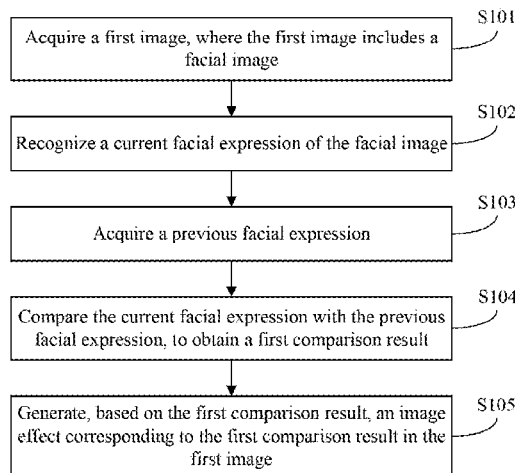 S101
Acquire a first image, where the first image includes a
facial image
S102
Recognize a current facial expression of the facial image
S103
Acquire a previous facial expression
S104
Compare the current facial expression with the previous
facial expression, to obtain a first comparison result
S105
Generate, based on the first comparison result, an image
effect corresponding to the first comparison result in the
first image